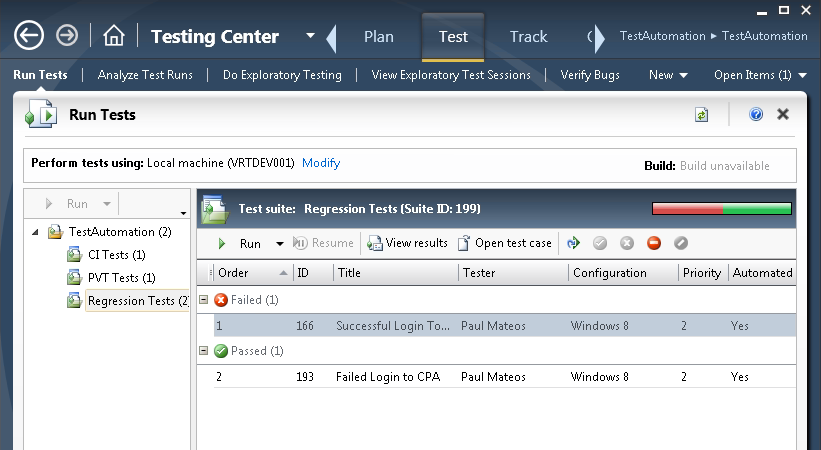 Testing Center Plan Test Track TestAutomation ▸ TestAutomation
Run Tests Analyze Test Runs Do Exploratory Testing View Exploratory Test Sessions Verify Bugs New Open Items (1)
Run Tests
Perform tests using: Local machine (VRTDEV001) Modify
Build: Build unavailable
Run
TestAutomation (2)
CI Tests (1)
PVT Tests (1)
Regression Tests (2)
Test suite: Regression Tests (Suite ID: 199)
Run Resume View results Open test case
Order ID Title Tester Configuration Priority Automated
Failed (1)
1 166 Successful Login To... Paul Mateos Windows 8 2 Yes
Passed (1)
2 193 Failed Login to CPA Paul Mateos Windows 8 2 Yes